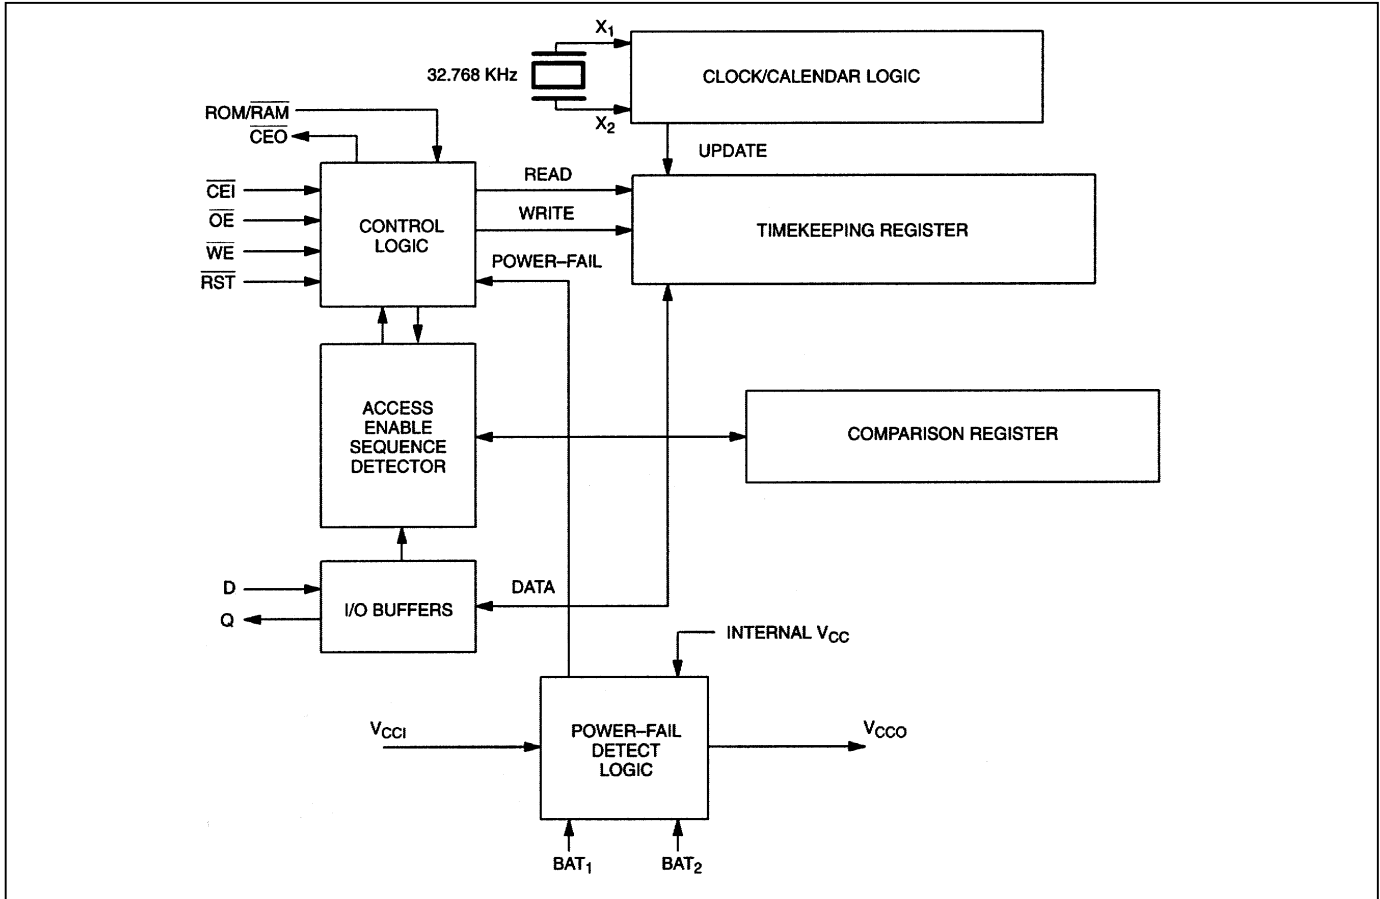 X1
32.768 KHz
CLOCK/CALENDAR LOGIC
X2
ROM/RAM
CEO
UPDATE
CEI
OE
WE
RST
CONTROL
LOGIC
READ
WRITE
TIMEKEEPING REGISTER
POWER–FAIL
ACCESS
ENABLE
SEQUENCE
DETECTOR
COMPARISON REGISTER
D
Q
I/O BUFFERS
DATA
INTERNAL VCC
VCCI
POWER–FAIL
DETECT
LOGIC
VCCO
BAT1
BAT2